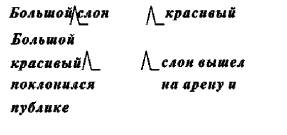 Большой слон красивый
Большой
красивый слон вышел
поклонился на арену и
публике